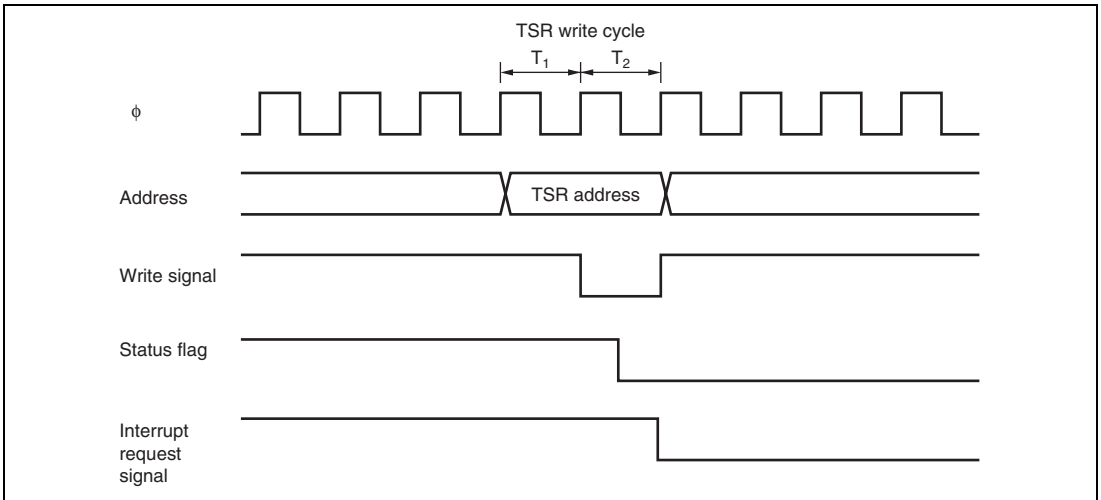 TSR write cycle
T₁ T₂
ϕ
Address
TSR address
Write signal
Status flag
Interrupt
request
signal